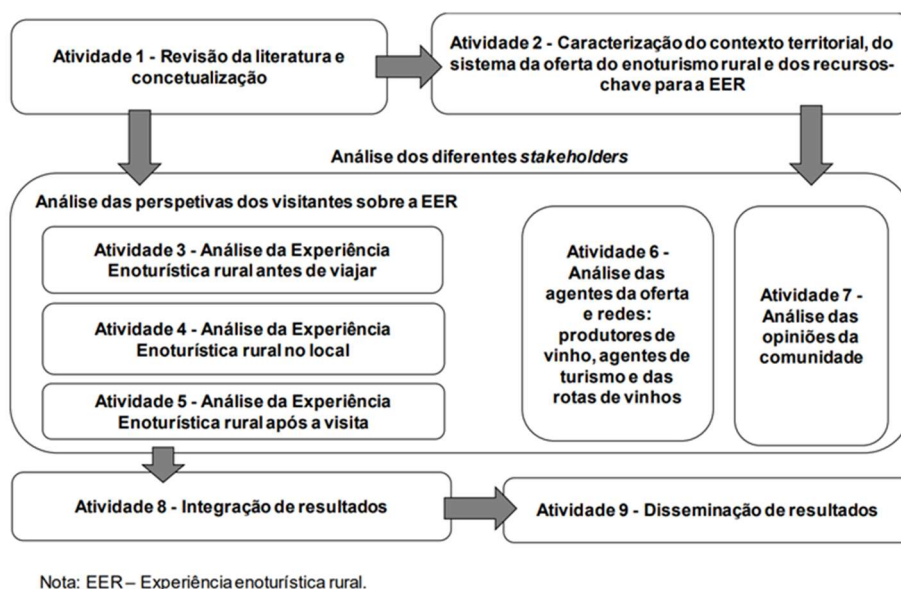 Atividade 1 - Revisão da literatura e
concetualização
Atividade 2 - Caracterização do contexto territorial, do
sistema da oferta do enoturismo rural e dos recursos-
chave para a EER
Análise dos diferentes stakeholders
Análise das perspetivas dos visitantes sobre a EER
Atividade 3 - Análise da Experiência
Enoturística rural antes de viajar
Atividade 4 - Análise da Experiência
Enoturística rural no local
Atividade 5 - Análise da Experiência
Enoturística rural após a visita
Atividade 6 -
Análise das
agentes da oferta
e redes:
produtores de
vinho, agentes de
turismo e das
rotas de vinhos
Atividade 7 -
Análise das
opiniões da
comunidade
Atividade 8 - Integração de resultados
Atividade 9 - Disseminação de resultados
Nota: EER – Experiência enoturística rural.